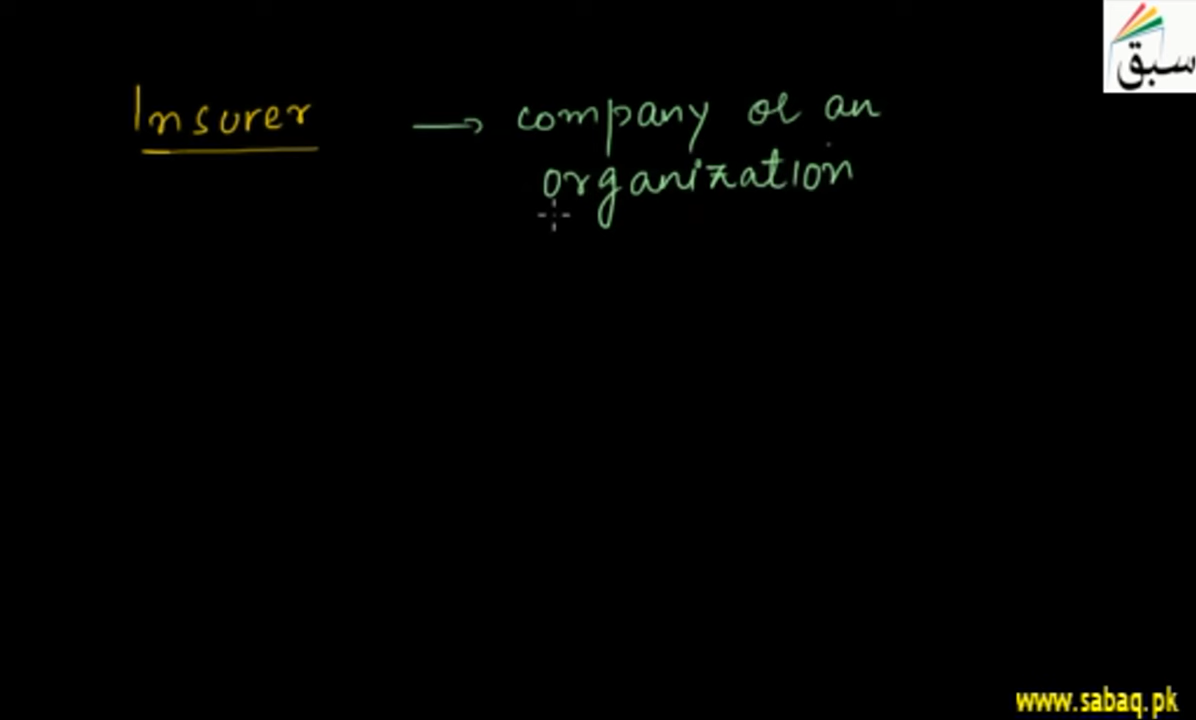 سبق
Insurer → company or an
organization
www.sabaq.pk